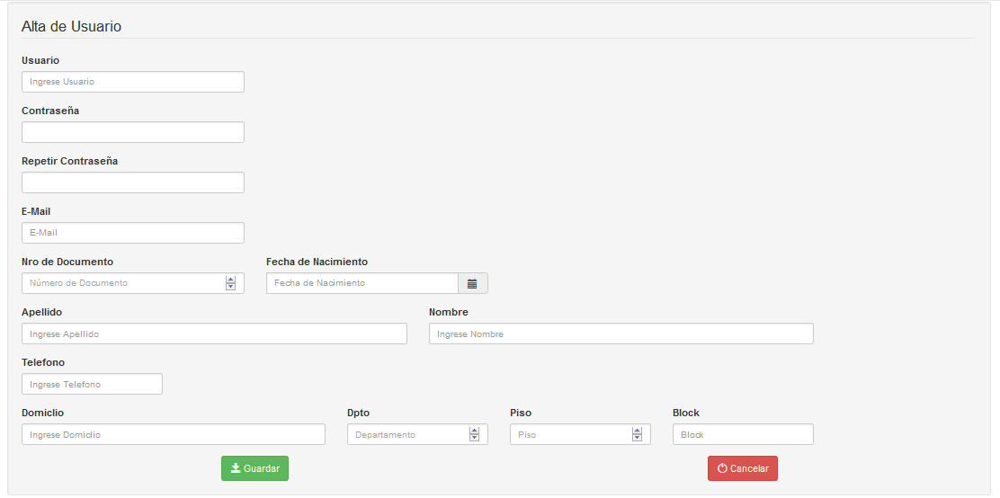 Alta de Usuario
Usuario
Ingrese Usuario
Contraseña
Repetir Contraseña
E-Mail
E-Mail
Nro de Documento Fecha de Nacimiento
Número de Documento Fecha de Nacimiento
Apellido Nombre
Ingrese Apellido Ingrese Nombre
Telefono
Ingrese Telefono
Domiclio Dpto Piso Block
Ingrese Domiclio Departamento Piso Block
Guardar Cancelar